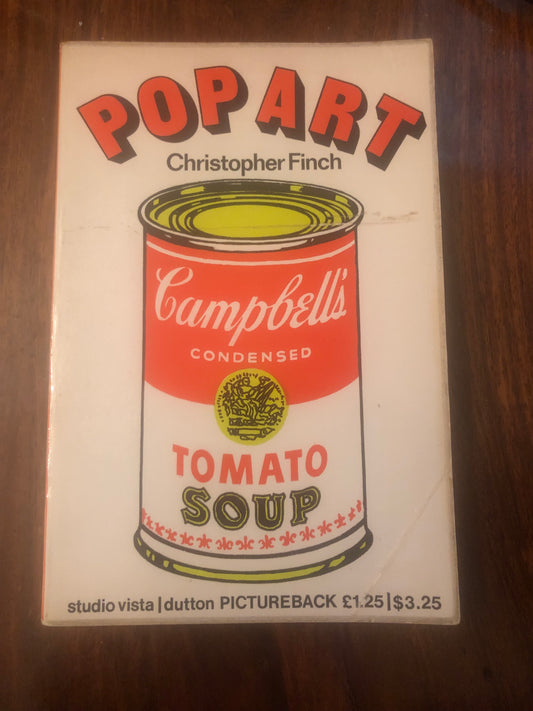 POP ART
Christopher Finch
Campbell's
CONDENSED
TOMATO
SOUP
studio vista|dutton PICTUREBACK £1.25|$3.25